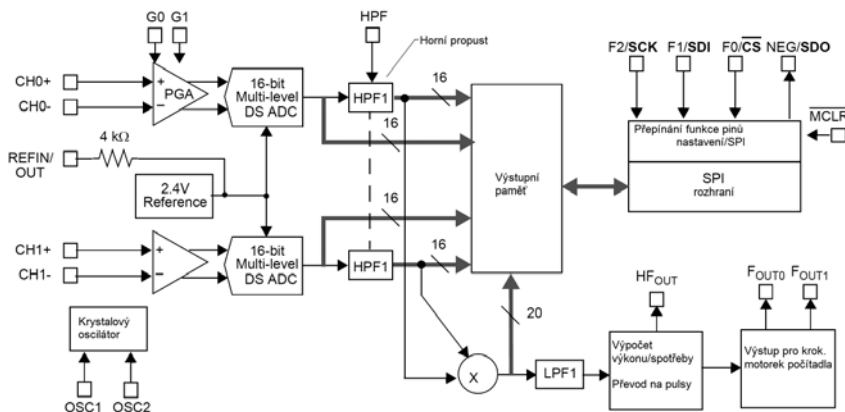 G0 G1
HPF
Horní propust
F2/SCK F1/SDI F0/CS NEG/SDO
CH0+
CH0-
+
−
PGA
16-bit
Multi-level
DS ADC
HPF1
16
16
MCLR
Přepínání funkce pinů
nastavení/SPI
SPI
rozhraní
REFIN/
OUT
4 kΩ
2.4V
Reference
Výstupní
paměť
16
16
CH1+
CH1-
+
−
16-bit
Multi-level
DS ADC
HPF1
20
HFOUT
FOUT0 FOUT1
Krystalový
oscilátor
OSC1 OSC2
X
LPF1
Výpočet
výkonu/spotřeby
Převod na pulsy
Výstup pro krok.
motorek počítadla